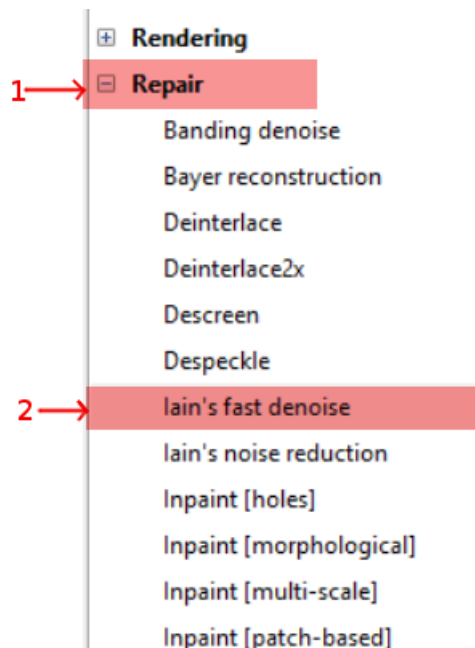 Rendering
1 Repair
Banding denoise
Bayer reconstruction
Deinterlace
Deinterlace2x
Descreen
Despeckle
2 Iain's fast denoise
Iain's noise reduction
Inpaint [holes]
Inpaint [morphological]
Inpaint [multi-scale]
Inpaint [patch-based]